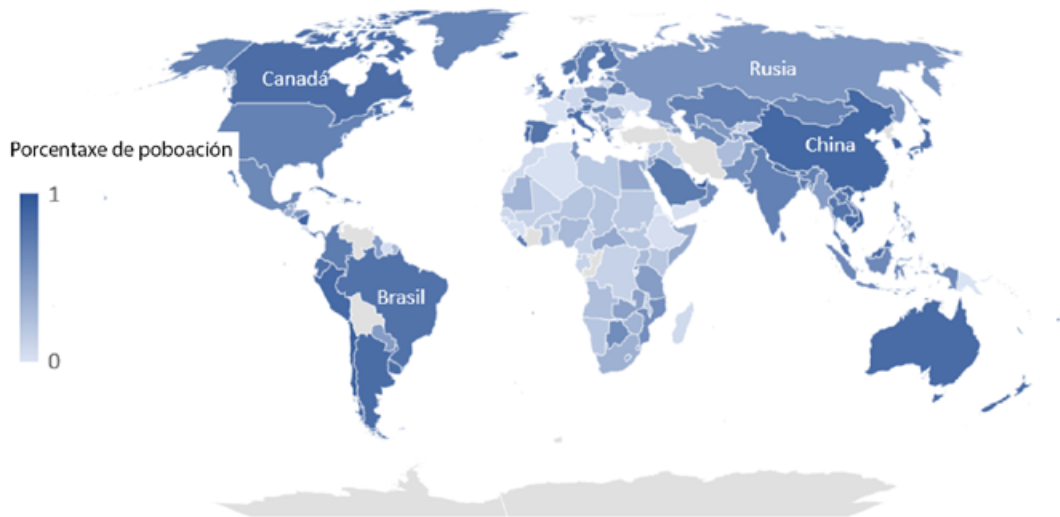 Canadá
Rusia
Porcentaxe de poboación
China
1
Brasil
0